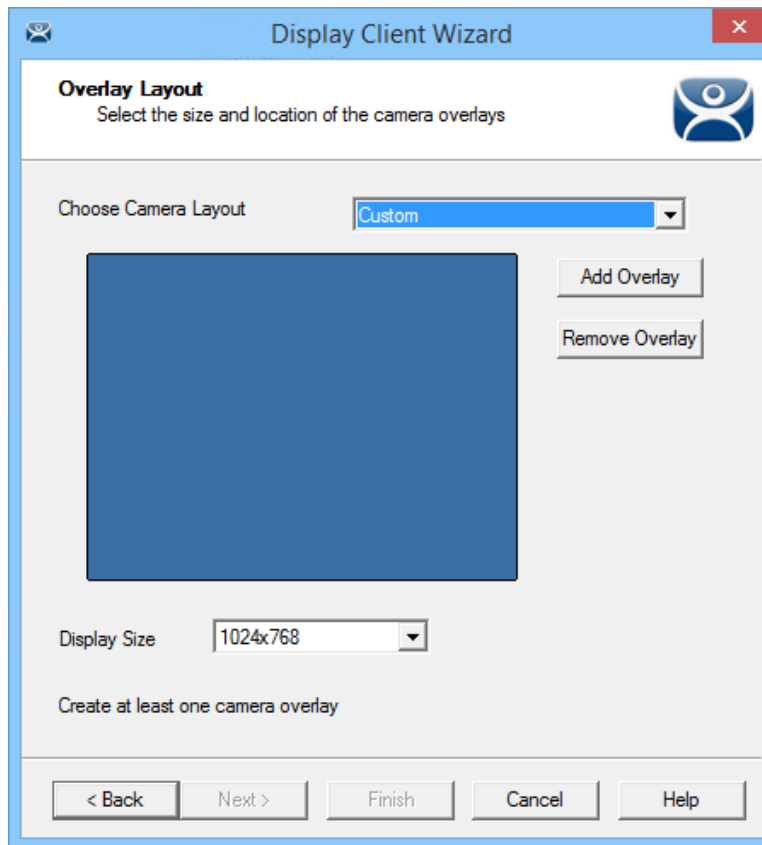 Display Client Wizard
Overlay Layout
Select the size and location of the camera overlays
Choose Camera Layout
Custom
Add Overlay
Remove Overlay
Display Size
1024x768
Create at least one camera overlay
< Back
Next >
Finish
Cancel
Help